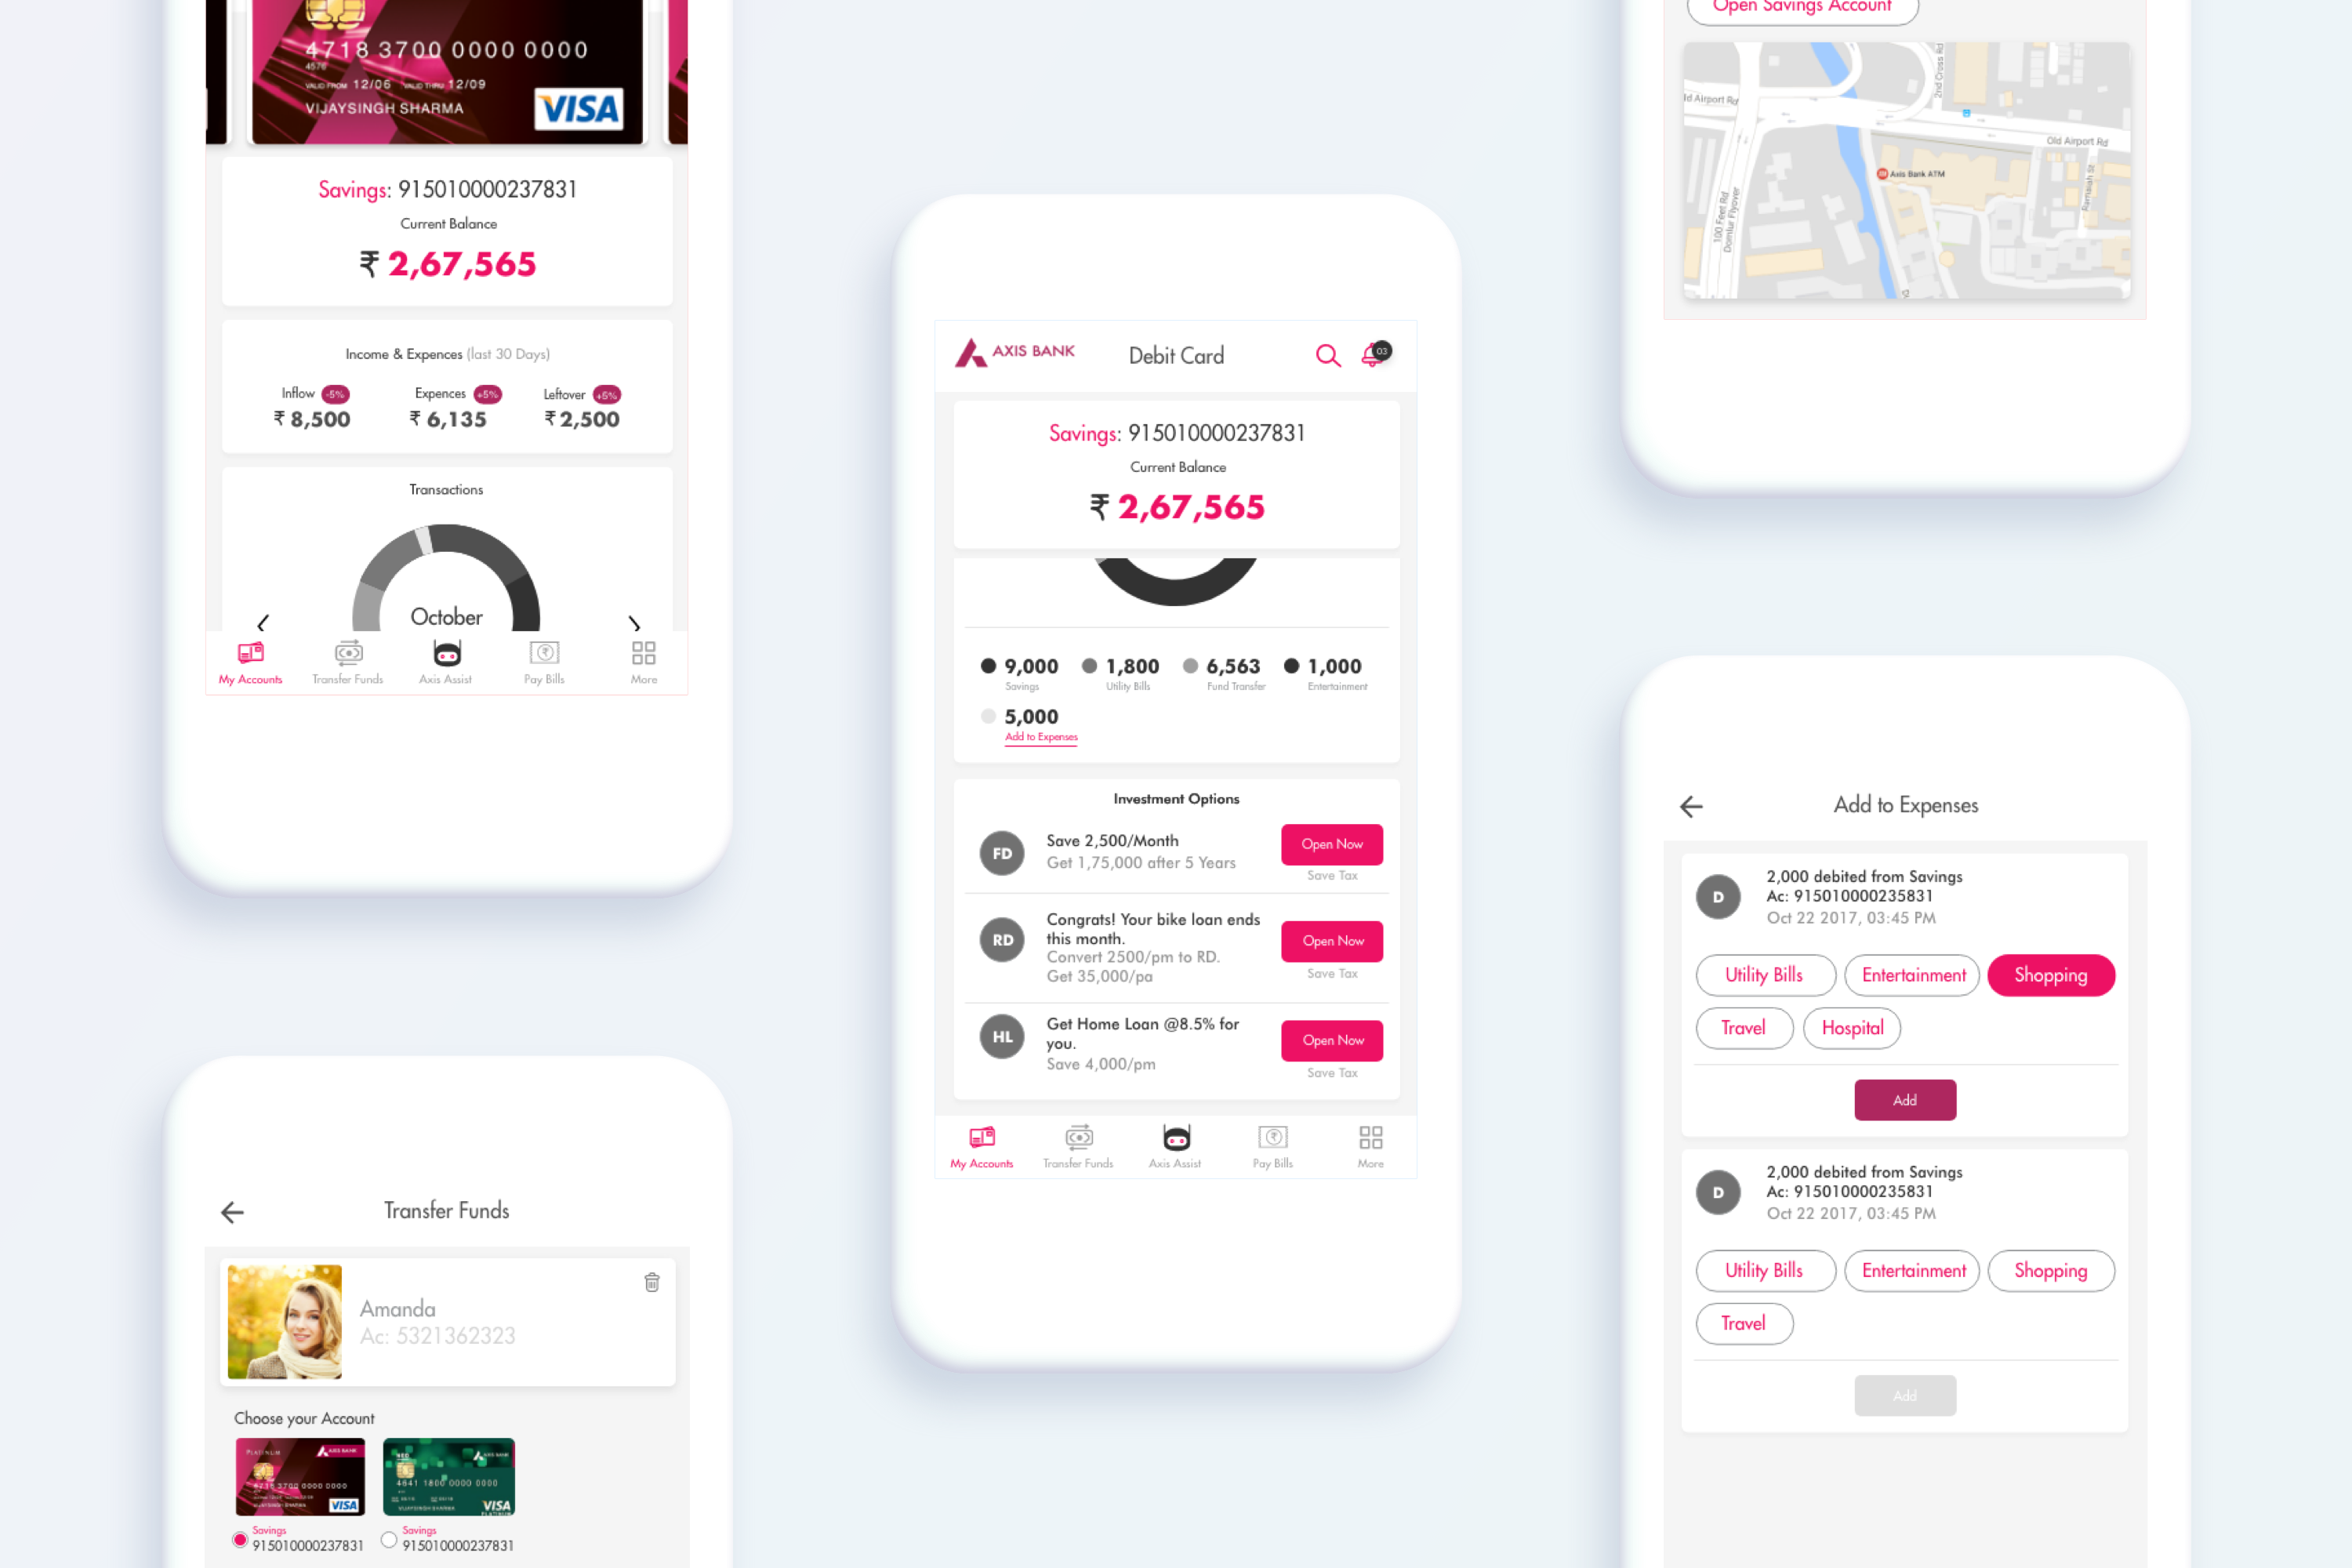 4718 3700 0000 0000
4576
VALID FROM 12/06 VALID THRU 12/09
VIJAYSINGH SHARMA
VISA
Savings: 915010000237831
Current Balance
₹ 2,67,565
Income & Expences (last 30 Days)
Inflow -5%
₹ 8,500
Expences +5%
₹ 6,135
Leftover +5%
₹ 2,500
Transactions
October
My Accounts
Transfer Funds
Axis Assist
Pay Bills
More
Transfer Funds
Amanda
Ac: 5321362323
Choose your Account
PLATINUM
AXIS BANK
4718 3700 0000 0000
VIJAYSINGH SHARMA
VISA
NEO
AXIS BANK
4641 1800 0000 0000
VIJAYSINGH SHARMA
VISA
PLATINUM
Savings
915010000237831
Savings
915010000237831
AXIS BANK
Debit Card
03
Savings: 915010000237831
Current Balance
₹ 2,67,565
9,000
Savings
1,800
Utility Bills
6,563
Fund Transfer
1,000
Entertainment
5,000
Add to Expenses
Investment Options
FD
Save 2,500/Month
Get 1,75,000 after 5 Years
Open Now
Save Tax
RD
Congrats! Your bike loan ends
this month.
Convert 2500/pm to RD.
Get 35,000/pa
Open Now
Save Tax
HL
Get Home Loan @8.5% for
you.
Save 4,000/pm
Open Now
Save Tax
My Accounts
Transfer Funds
Axis Assist
Pay Bills
More
Open Savings Account
ld Airport Rd
2nd Cross Rd
Old Airport Rd
Axis Bank ATM
Ramaiah St
100 Feet Rd
Domlur Flyover
Add to Expenses
D
2,000 debited from Savings
Ac: 915010000235831
Oct 22 2017, 03:45 PM
Utility Bills
Entertainment
Shopping
Travel
Hospital
Add
D
2,000 debited from Savings
Ac: 915010000235831
Oct 22 2017, 03:45 PM
Utility Bills
Entertainment
Shopping
Travel
Add